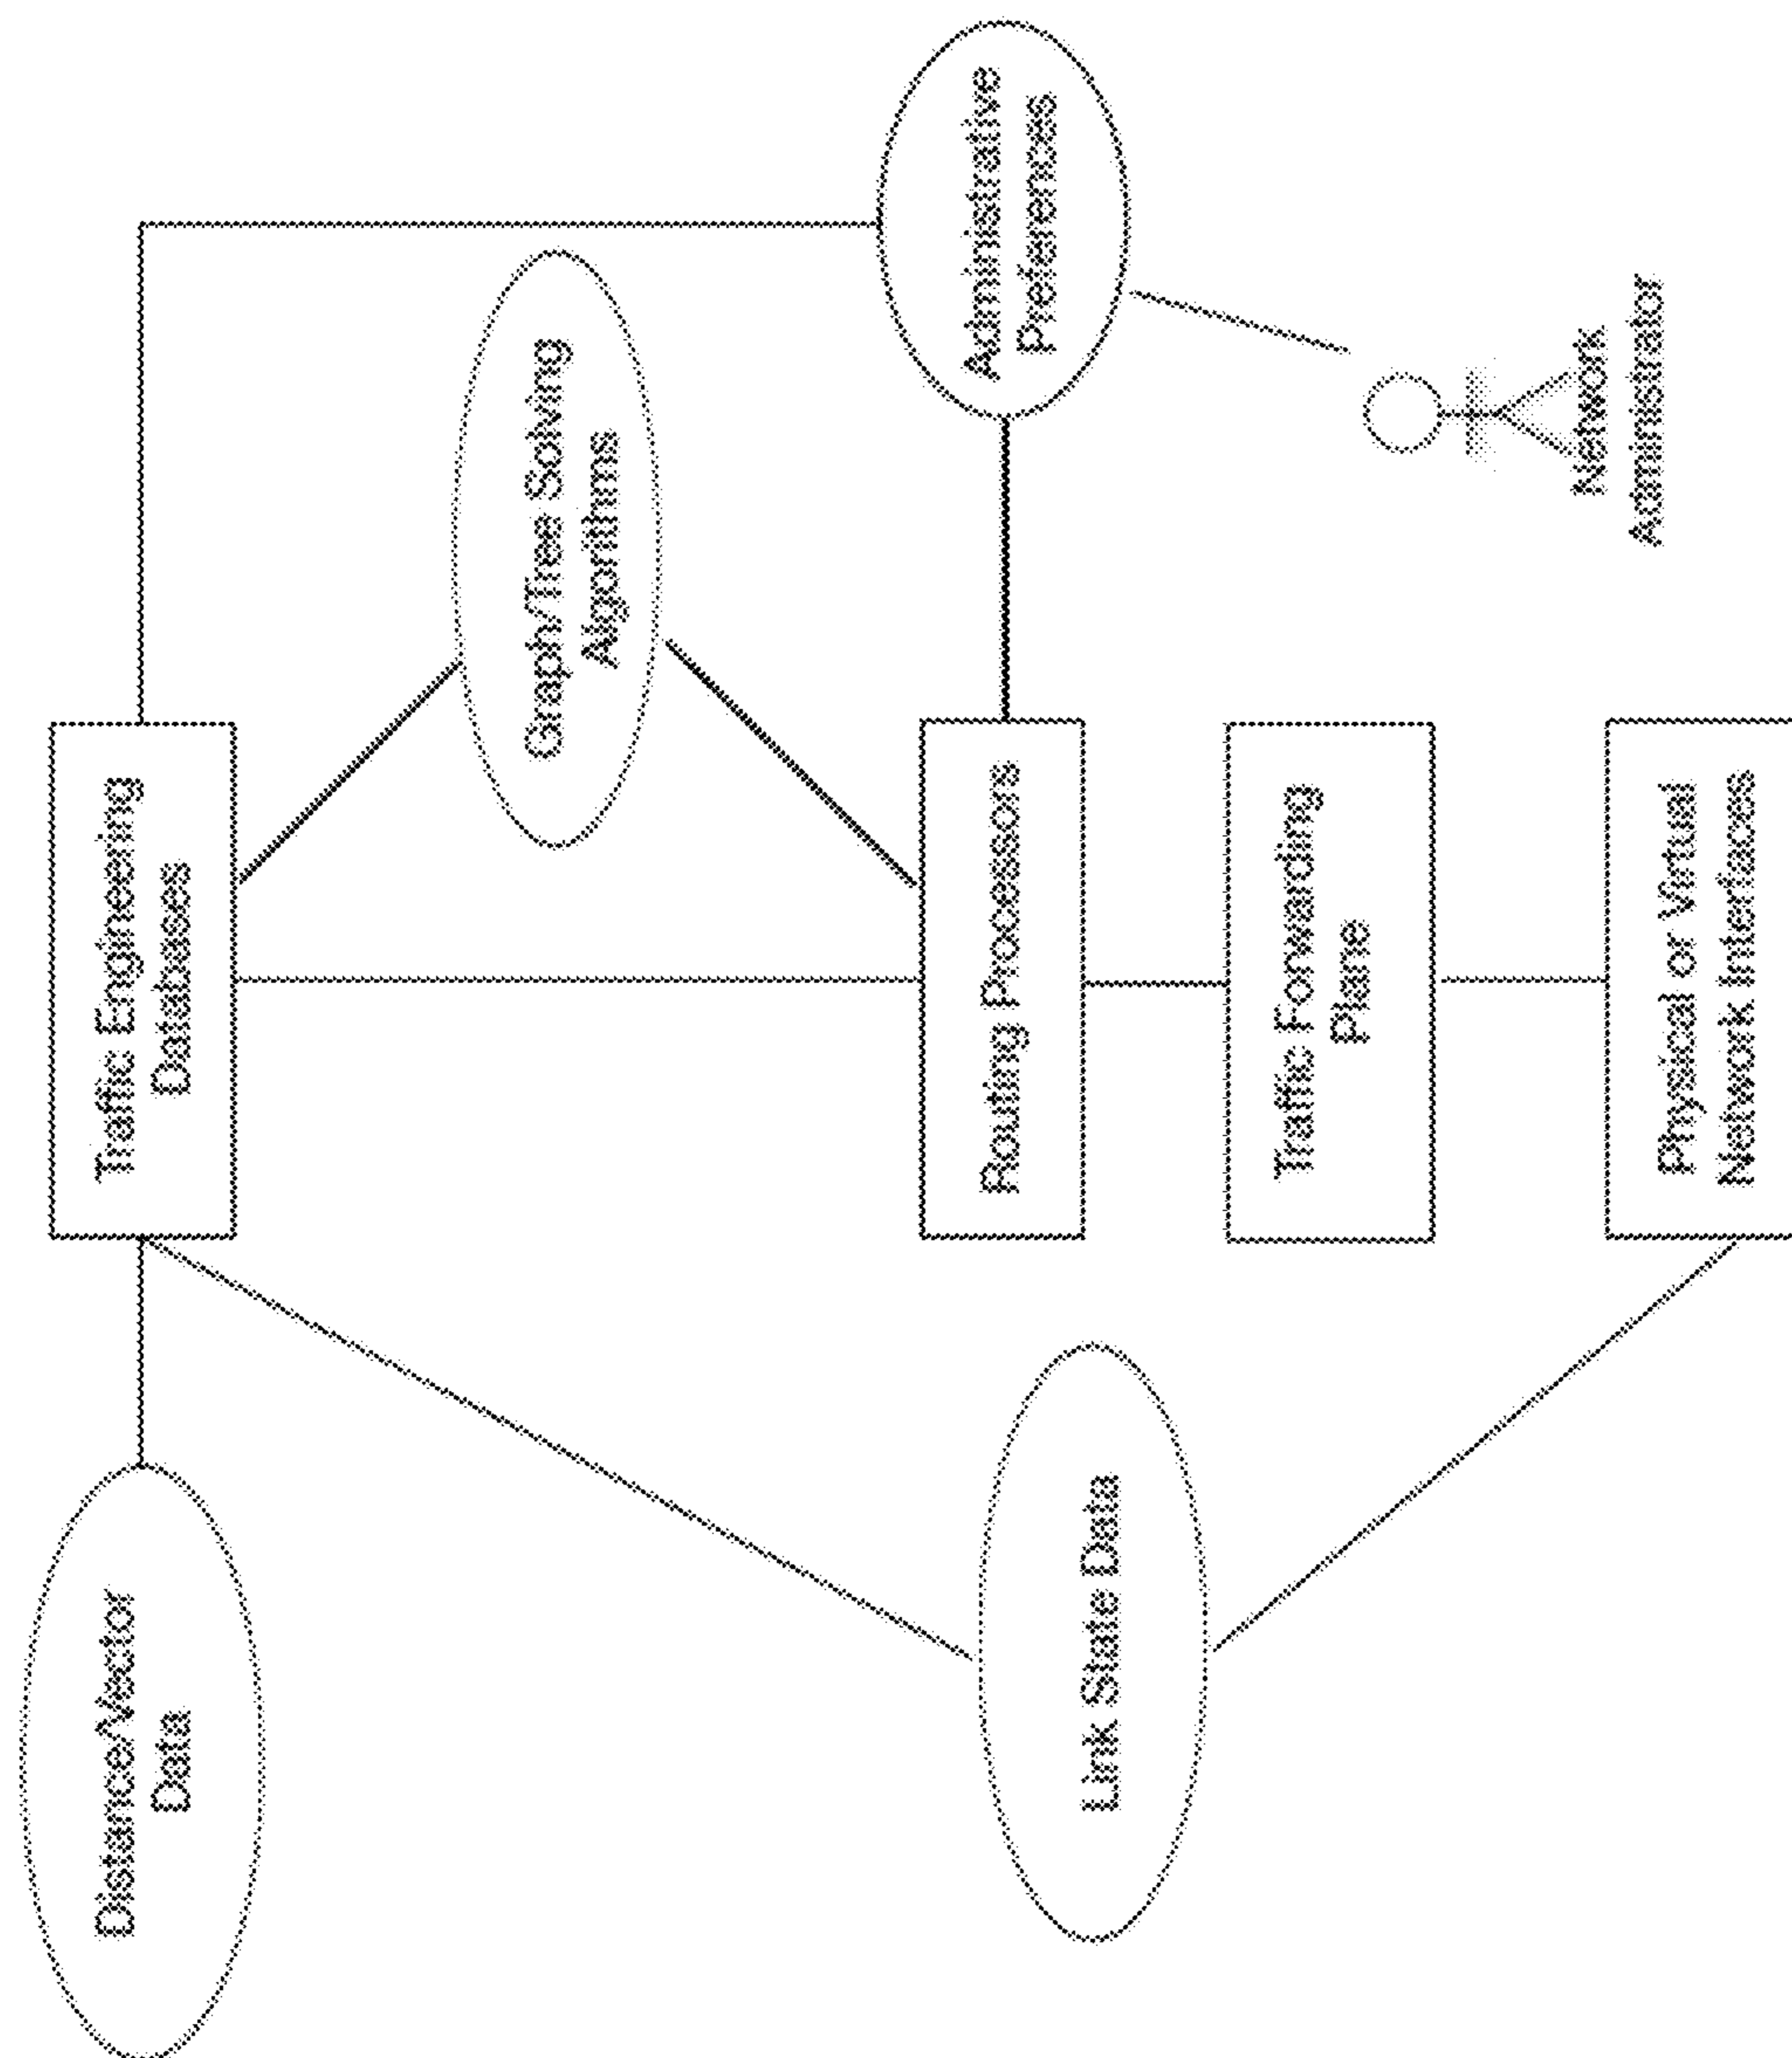 Distance/Vector
Data
Traffic Engineering
Databases
Graph/Tree Solving
Algorithms
Administrative
Preferences
Routing Processors
Link State Data
Traffic Forwarding
Plane
Network
Administrator
Physical or Virtual
Network Interfaces